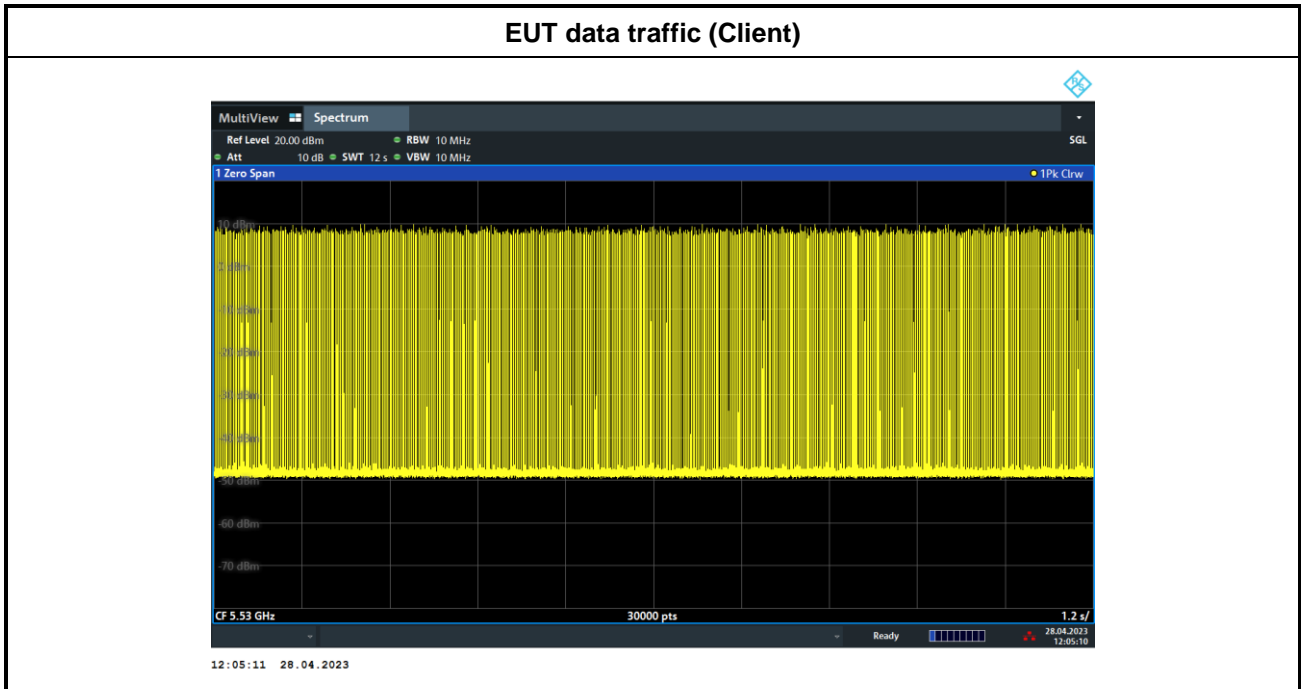 EUT data traffic (Client)
R&S
MultiView Spectrum
Ref Level 20.00 dBm RBW 10 MHz SGL
Att 10 dB SWT 12 s VBW 10 MHz
1 Zero Span 1Pk Clrw
10 dBm
0 dBm
-10 dBm
-20 dBm
-30 dBm
-40 dBm
-50 dBm
-60 dBm
-70 dBm
CF 5.53 GHz 30000 pts 1.2 s/
Ready 28.04.2023
12:05:10
12:05:11 28.04.2023